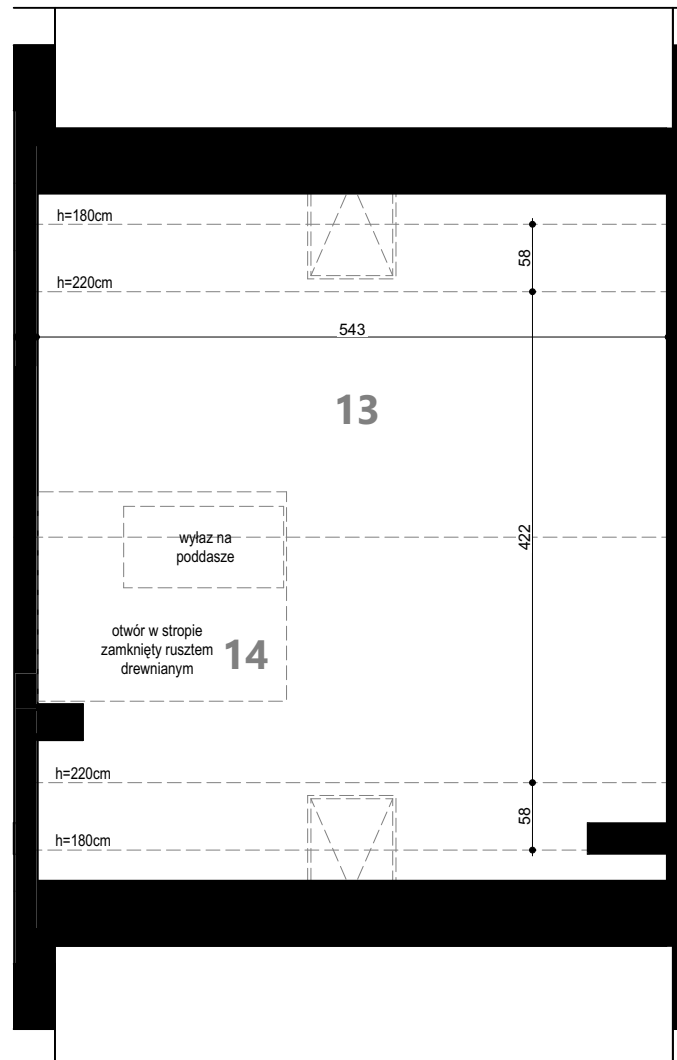 h=180cm
58
h=220cm
543
13
422
wyłaz na
poddasze
otwór w stropie
zamknięty rusztem
drewnianym
14
h=220cm
58
h=180cm